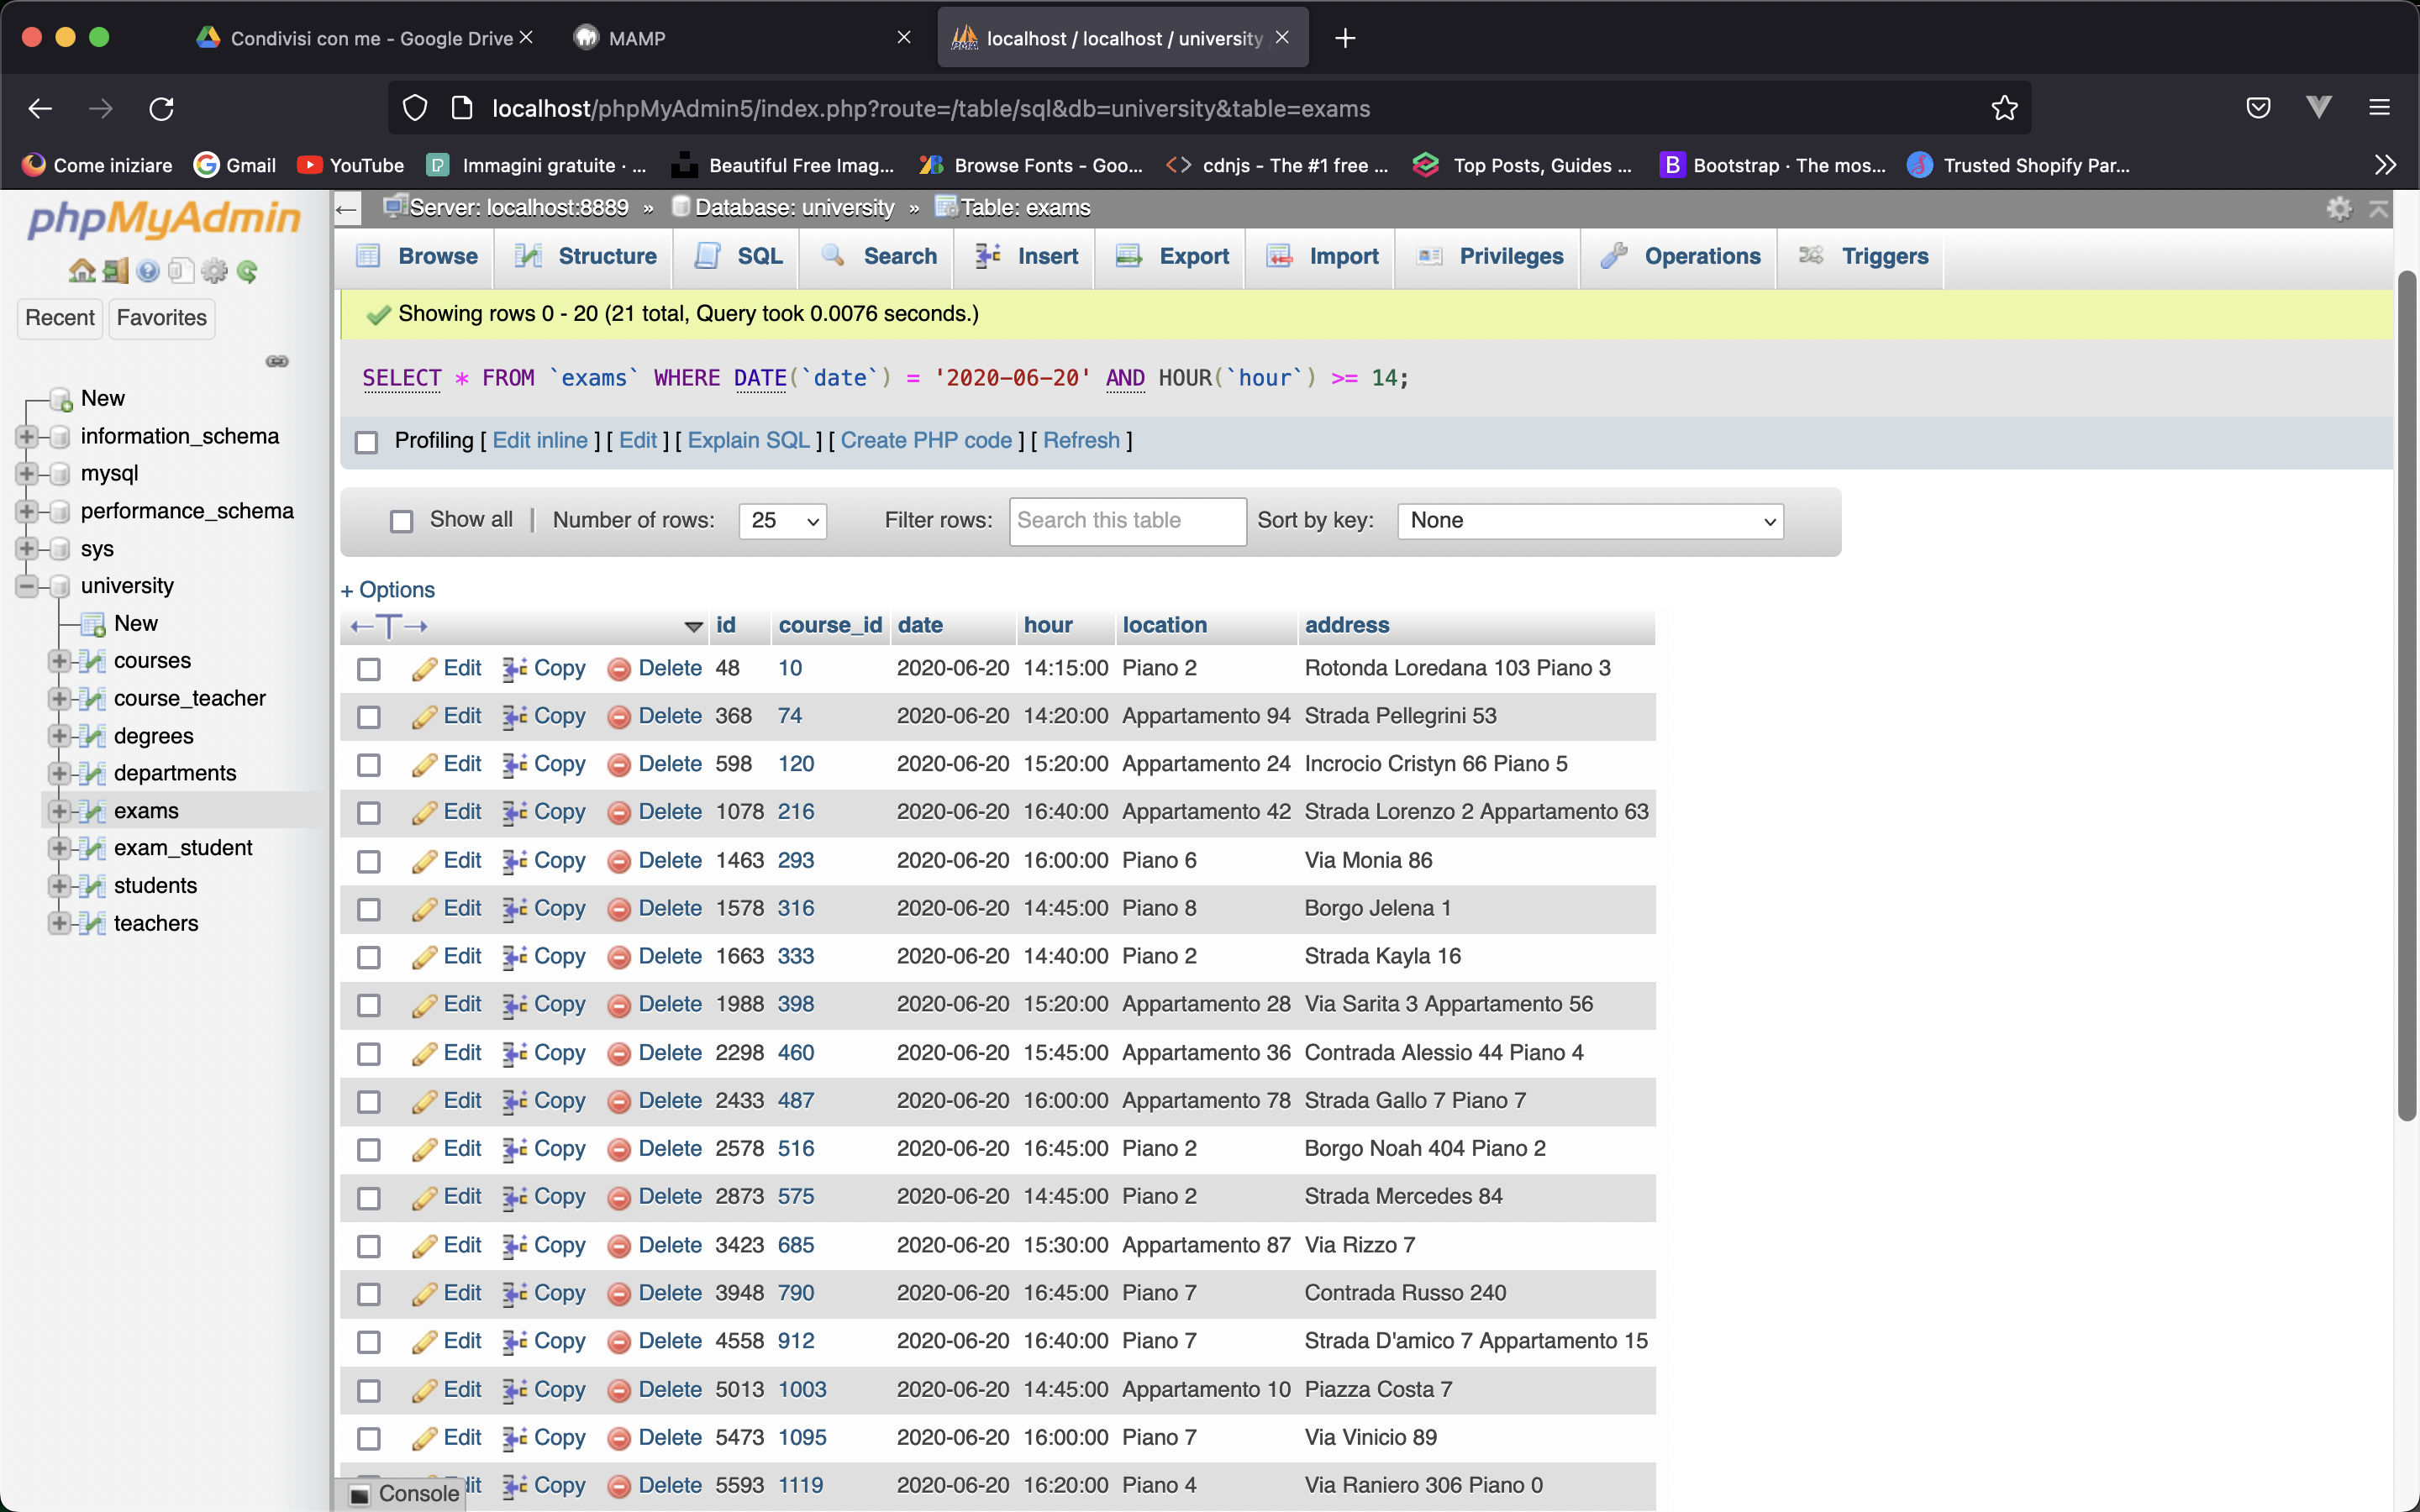 Condivisi con me - Google Drive
MAMP
localhost / localhost / university
localhost/phpMyAdmin5/index.php?route=/table/sql&db=university&table=exams
Come iniziare
Gmail
YouTube
Immagini gratuite · ...
Beautiful Free Imag...
Browse Fonts - Goo...
cdnjs - The #1 free ...
Top Posts, Guides ...
Bootstrap · The mos...
Trusted Shopify Par...
phpMyAdmin
Server: localhost:8889 » Database: university » Table: exams
Browse Structure SQL Search Insert Export Import Privileges Operations Triggers
Recent Favorites
New
information_schema
mysql
performance_schema
sys
university
New
courses
course_teacher
degrees
departments
exams
exam_student
students
teachers
Showing rows 0 - 20 (21 total, Query took 0.0076 seconds.)
SELECT * FROM `exams` WHERE DATE(`date`) = '2020-06-20' AND HOUR(`hour`) >= 14;
Profiling [ Edit inline ] [ Edit ] [ Explain SQL ] [ Create PHP code ] [ Refresh ]
Show all | Number of rows: 25 Filter rows: Search this table Sort by key: None
+ Options
←T→ id course_id date hour location address
Edit Copy Delete 48 10 2020-06-20 14:15:00 Piano 2 Rotonda Loredana 103 Piano 3
Edit Copy Delete 368 74 2020-06-20 14:20:00 Appartamento 94 Strada Pellegrini 53
Edit Copy Delete 598 120 2020-06-20 15:20:00 Appartamento 24 Incrocio Cristyn 66 Piano 5
Edit Copy Delete 1078 216 2020-06-20 16:40:00 Appartamento 42 Strada Lorenzo 2 Appartamento 63
Edit Copy Delete 1463 293 2020-06-20 16:00:00 Piano 6 Via Monia 86
Edit Copy Delete 1578 316 2020-06-20 14:45:00 Piano 8 Borgo Jelena 1
Edit Copy Delete 1663 333 2020-06-20 14:40:00 Piano 2 Strada Kayla 16
Edit Copy Delete 1988 398 2020-06-20 15:20:00 Appartamento 28 Via Sarita 3 Appartamento 56
Edit Copy Delete 2298 460 2020-06-20 15:45:00 Appartamento 36 Contrada Alessio 44 Piano 4
Edit Copy Delete 2433 487 2020-06-20 16:00:00 Appartamento 78 Strada Gallo 7 Piano 7
Edit Copy Delete 2578 516 2020-06-20 16:45:00 Piano 2 Borgo Noah 404 Piano 2
Edit Copy Delete 2873 575 2020-06-20 14:45:00 Piano 2 Strada Mercedes 84
Edit Copy Delete 3423 685 2020-06-20 15:30:00 Appartamento 87 Via Rizzo 7
Edit Copy Delete 3948 790 2020-06-20 16:45:00 Piano 7 Contrada Russo 240
Edit Copy Delete 4558 912 2020-06-20 16:40:00 Piano 7 Strada D'amico 7 Appartamento 15
Edit Copy Delete 5013 1003 2020-06-20 14:45:00 Appartamento 10 Piazza Costa 7
Edit Copy Delete 5473 1095 2020-06-20 16:00:00 Piano 7 Via Vinicio 89
Copy Delete 5593 1119 2020-06-20 16:20:00 Piano 4 Via Raniero 306 Piano 0
Console